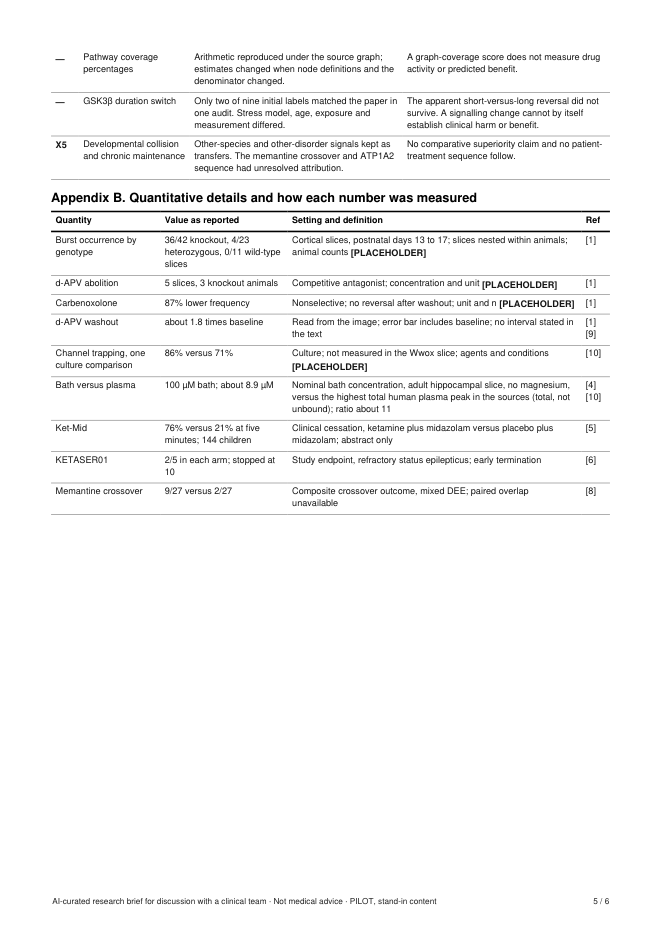 — Pathway coverage percentages Arithmetic reproduced under the source graph; estimates changed when node definitions and the denominator changed. A graph-coverage score does not measure drug activity or predicted benefit.
— GSK3β duration switch Only two of nine initial labels matched the paper in one audit. Stress model, age, exposure and measurement differed. The apparent short-versus-long reversal did not survive. A signalling change cannot by itself establish clinical harm or benefit.
X5 Developmental collision and chronic maintenance Other-species and other-disorder signals kept as transfers. The memantine crossover and ATP1A2 sequence had unresolved attribution. No comparative superiority claim and no patient-treatment sequence follow.
Appendix B. Quantitative details and how each number was measured
Quantity Value as reported Setting and definition Ref
Burst occurrence by genotype 36/42 knockout, 4/23 heterozygous, 0/11 wild-type slices Cortical slices, postnatal days 13 to 17; slices nested within animals; animal counts [PLACEHOLDER] [1]
d-APV abolition 5 slices, 3 knockout animals Competitive antagonist; concentration and unit [PLACEHOLDER] [1]
Carbenoxolone 87% lower frequency Nonselective; no reversal after washout; unit and n [PLACEHOLDER] [1]
d-APV washout about 1.8 times baseline Read from the image; error bar includes baseline; no interval stated in the text [1] [9]
Channel trapping, one culture comparison 86% versus 71% Culture; not measured in the Wwox slice; agents and conditions [PLACEHOLDER] [10]
Bath versus plasma 100 μM bath; about 8.9 μM Nominal bath concentration, adult hippocampal slice, no magnesium, versus the highest total human plasma peak in the sources (total, not unbound); ratio about 11 [4] [10]
Ket-Mid 76% versus 21% at five minutes; 144 children Clinical cessation, ketamine plus midazolam versus placebo plus midazolam; abstract only [5]
KETASER01 2/5 in each arm; stopped at 10 Study endpoint, refractory status epilepticus; early termination [6]
Memantine crossover 9/27 versus 2/27 Composite crossover outcome, mixed DEE; paired overlap unavailable [8]
AI-curated research brief for discussion with a clinical team · Not medical advice · PILOT, stand-in content 5 / 6